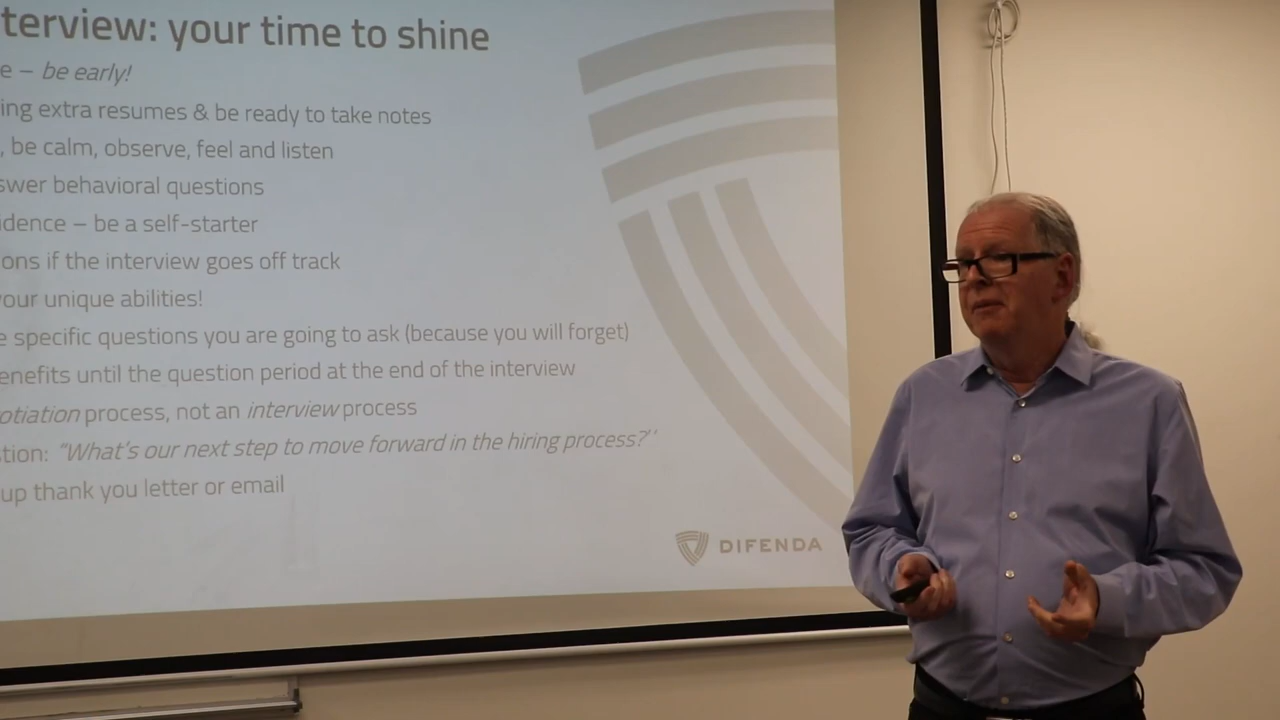 terview: your time to shine
e – be early!
ing extra resumes & be ready to take notes
, be calm, observe, feel and listen
swer behavioral questions
idence – be a self-starter
ons if the interview goes off track
your unique abilities!
e specific questions you are going to ask (because you will forget)
enefits until the question period at the end of the interview
otiation process, not an interview process
stion: “What’s our next step to move forward in the hiring process?’’
up thank you letter or email
DIFENDA